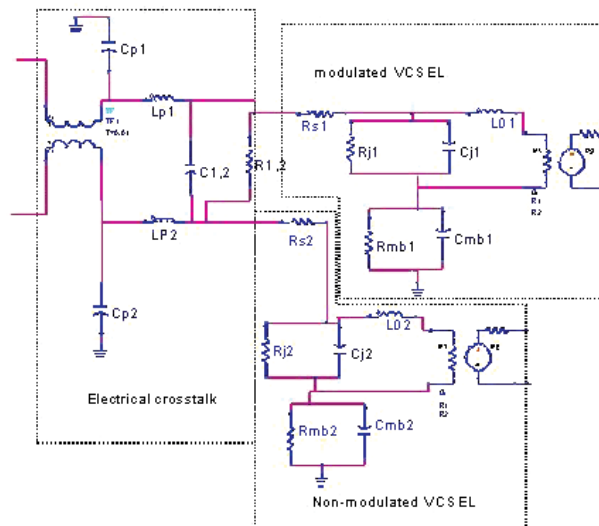 Cp1
modulated VCSEL
Lp1
Rs1
L01
Rj1
Cj1
C1,2
R1,2
LP2
Rs2
Rmb1
Cmb1
Cp2
L02
Rj2
Cj2
Electrical crosstalk
Rmb2
Cmb2
Non-modulated VCSEL